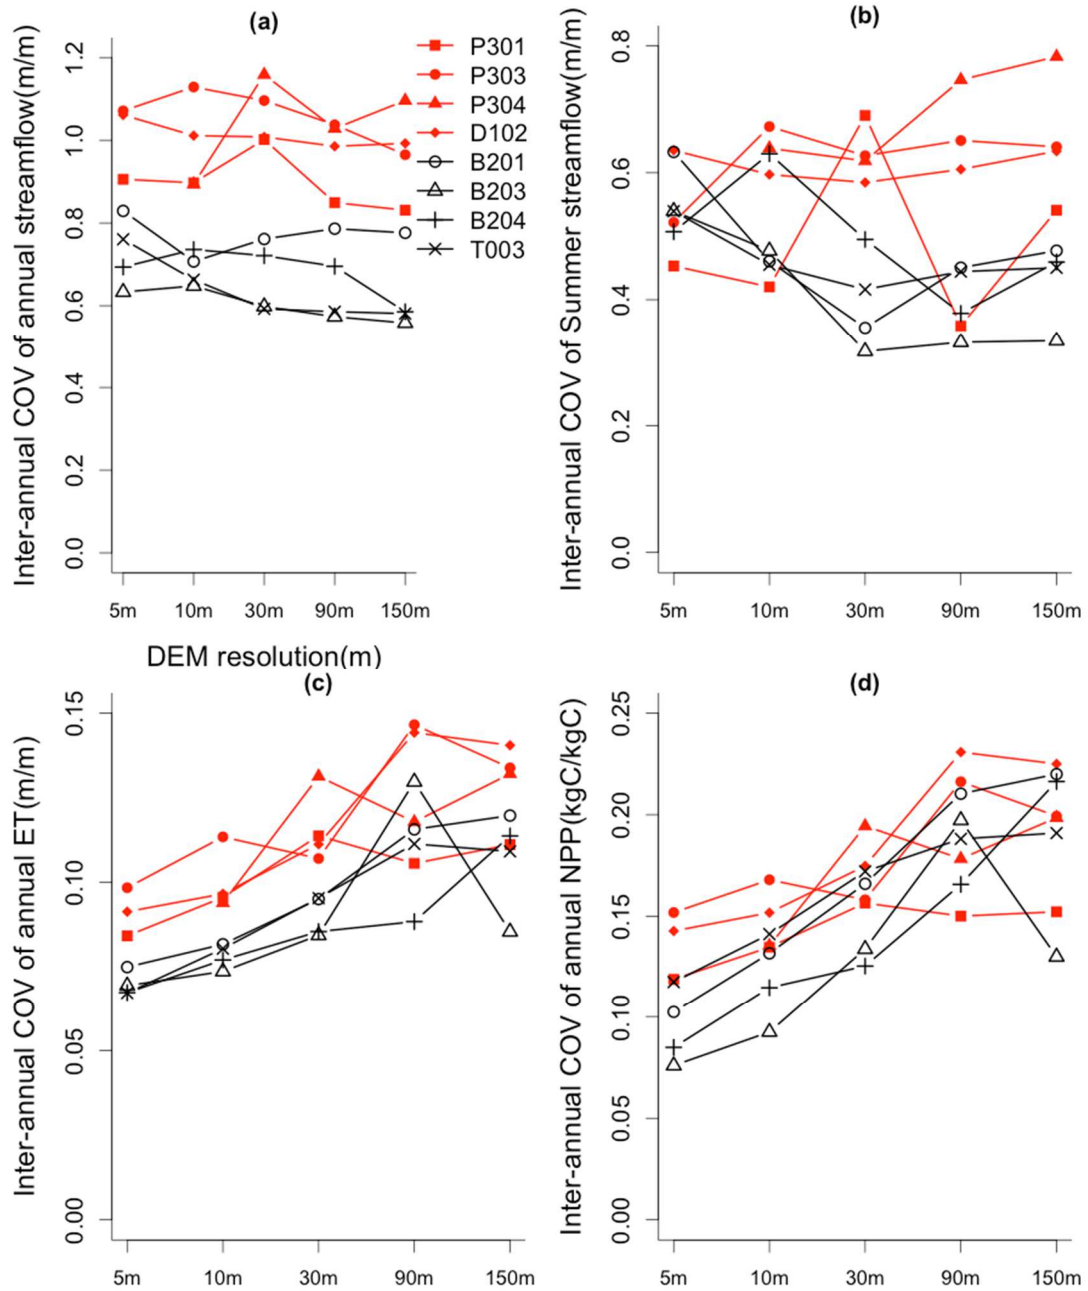 (a)
Inter-annual COV of annual streamflow(m/m)
1.2
1.0
0.8
0.6
0.4
0.2
0.0
5m 10m 30m 90m 150m
DEM resolution(m)
P301
P303
P304
D102
B201
B203
B204
T003
(b)
Inter-annual COV of Summer streamflow(m/m)
0.8
0.6
0.4
0.2
0.0
5m 10m 30m 90m 150m
(c)
Inter-annual COV of annual ET(m/m)
0.15
0.10
0.05
0.00
5m 10m 30m 90m 150m
(d)
Inter-annual COV of annual NPP(kgC/kgC)
0.25
0.20
0.15
0.10
0.05
0.00
5m 10m 30m 90m 150m